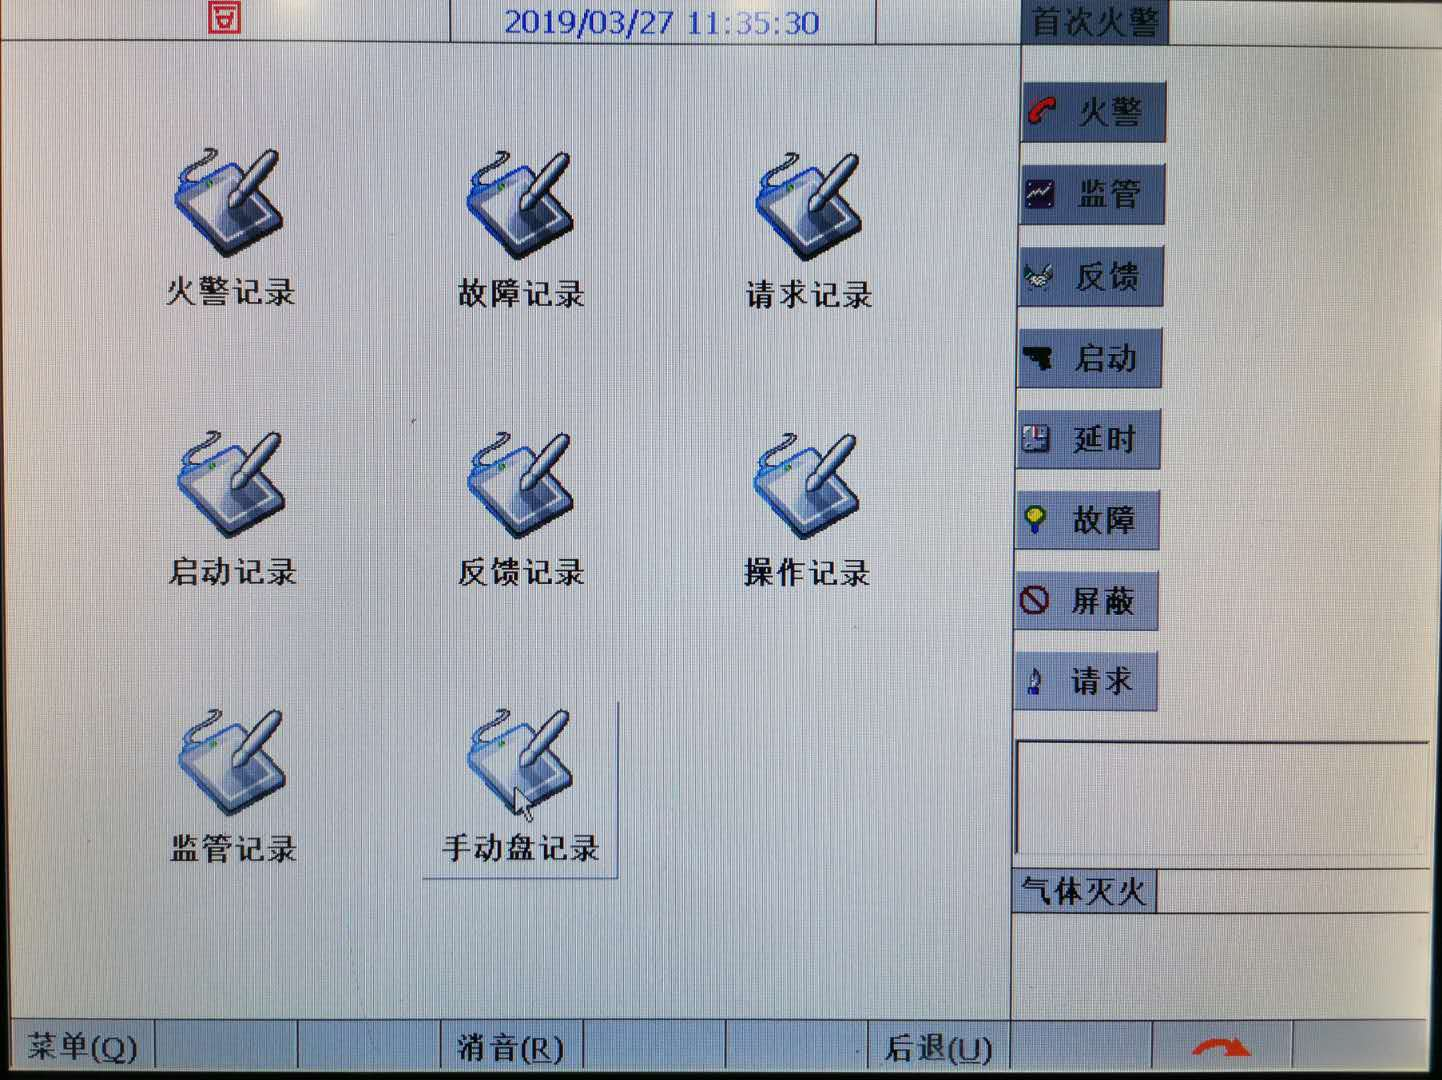 2019/03/27 11:35:30
首次火警
火警
监管
反馈
启动
延时
故障
屏蔽
请求
火警记录
故障记录
请求记录
启动记录
反馈记录
操作记录
监管记录
手动盘记录
气体灭火
菜单(Q)
消音(R)
后退(U)